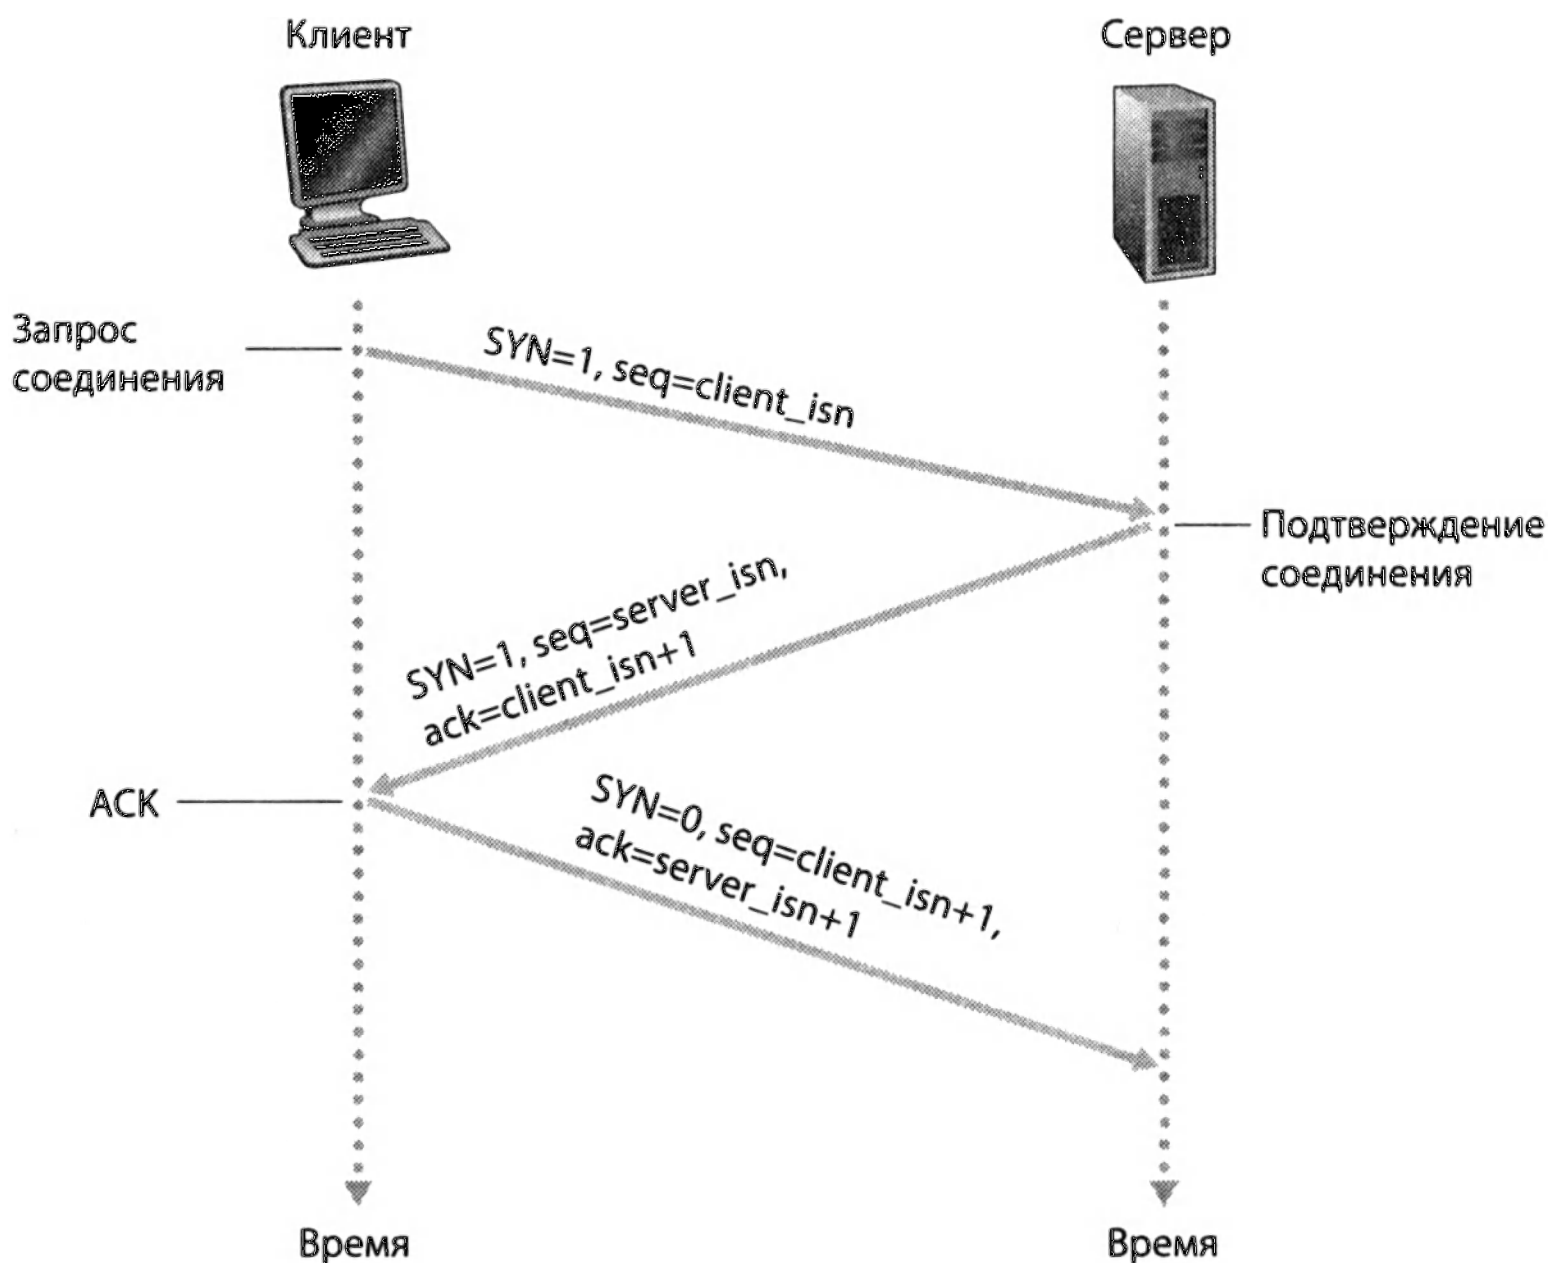 Клиент
Сервер
Запрос
соединения
SYN=1, seq=client_isn
Подтверждение
соединения
SYN=1, seq=server_isn,
ack=client_isn+1
ACK
SYN=0, seq=client_isn+1,
ack=server_isn+1
Время
Время